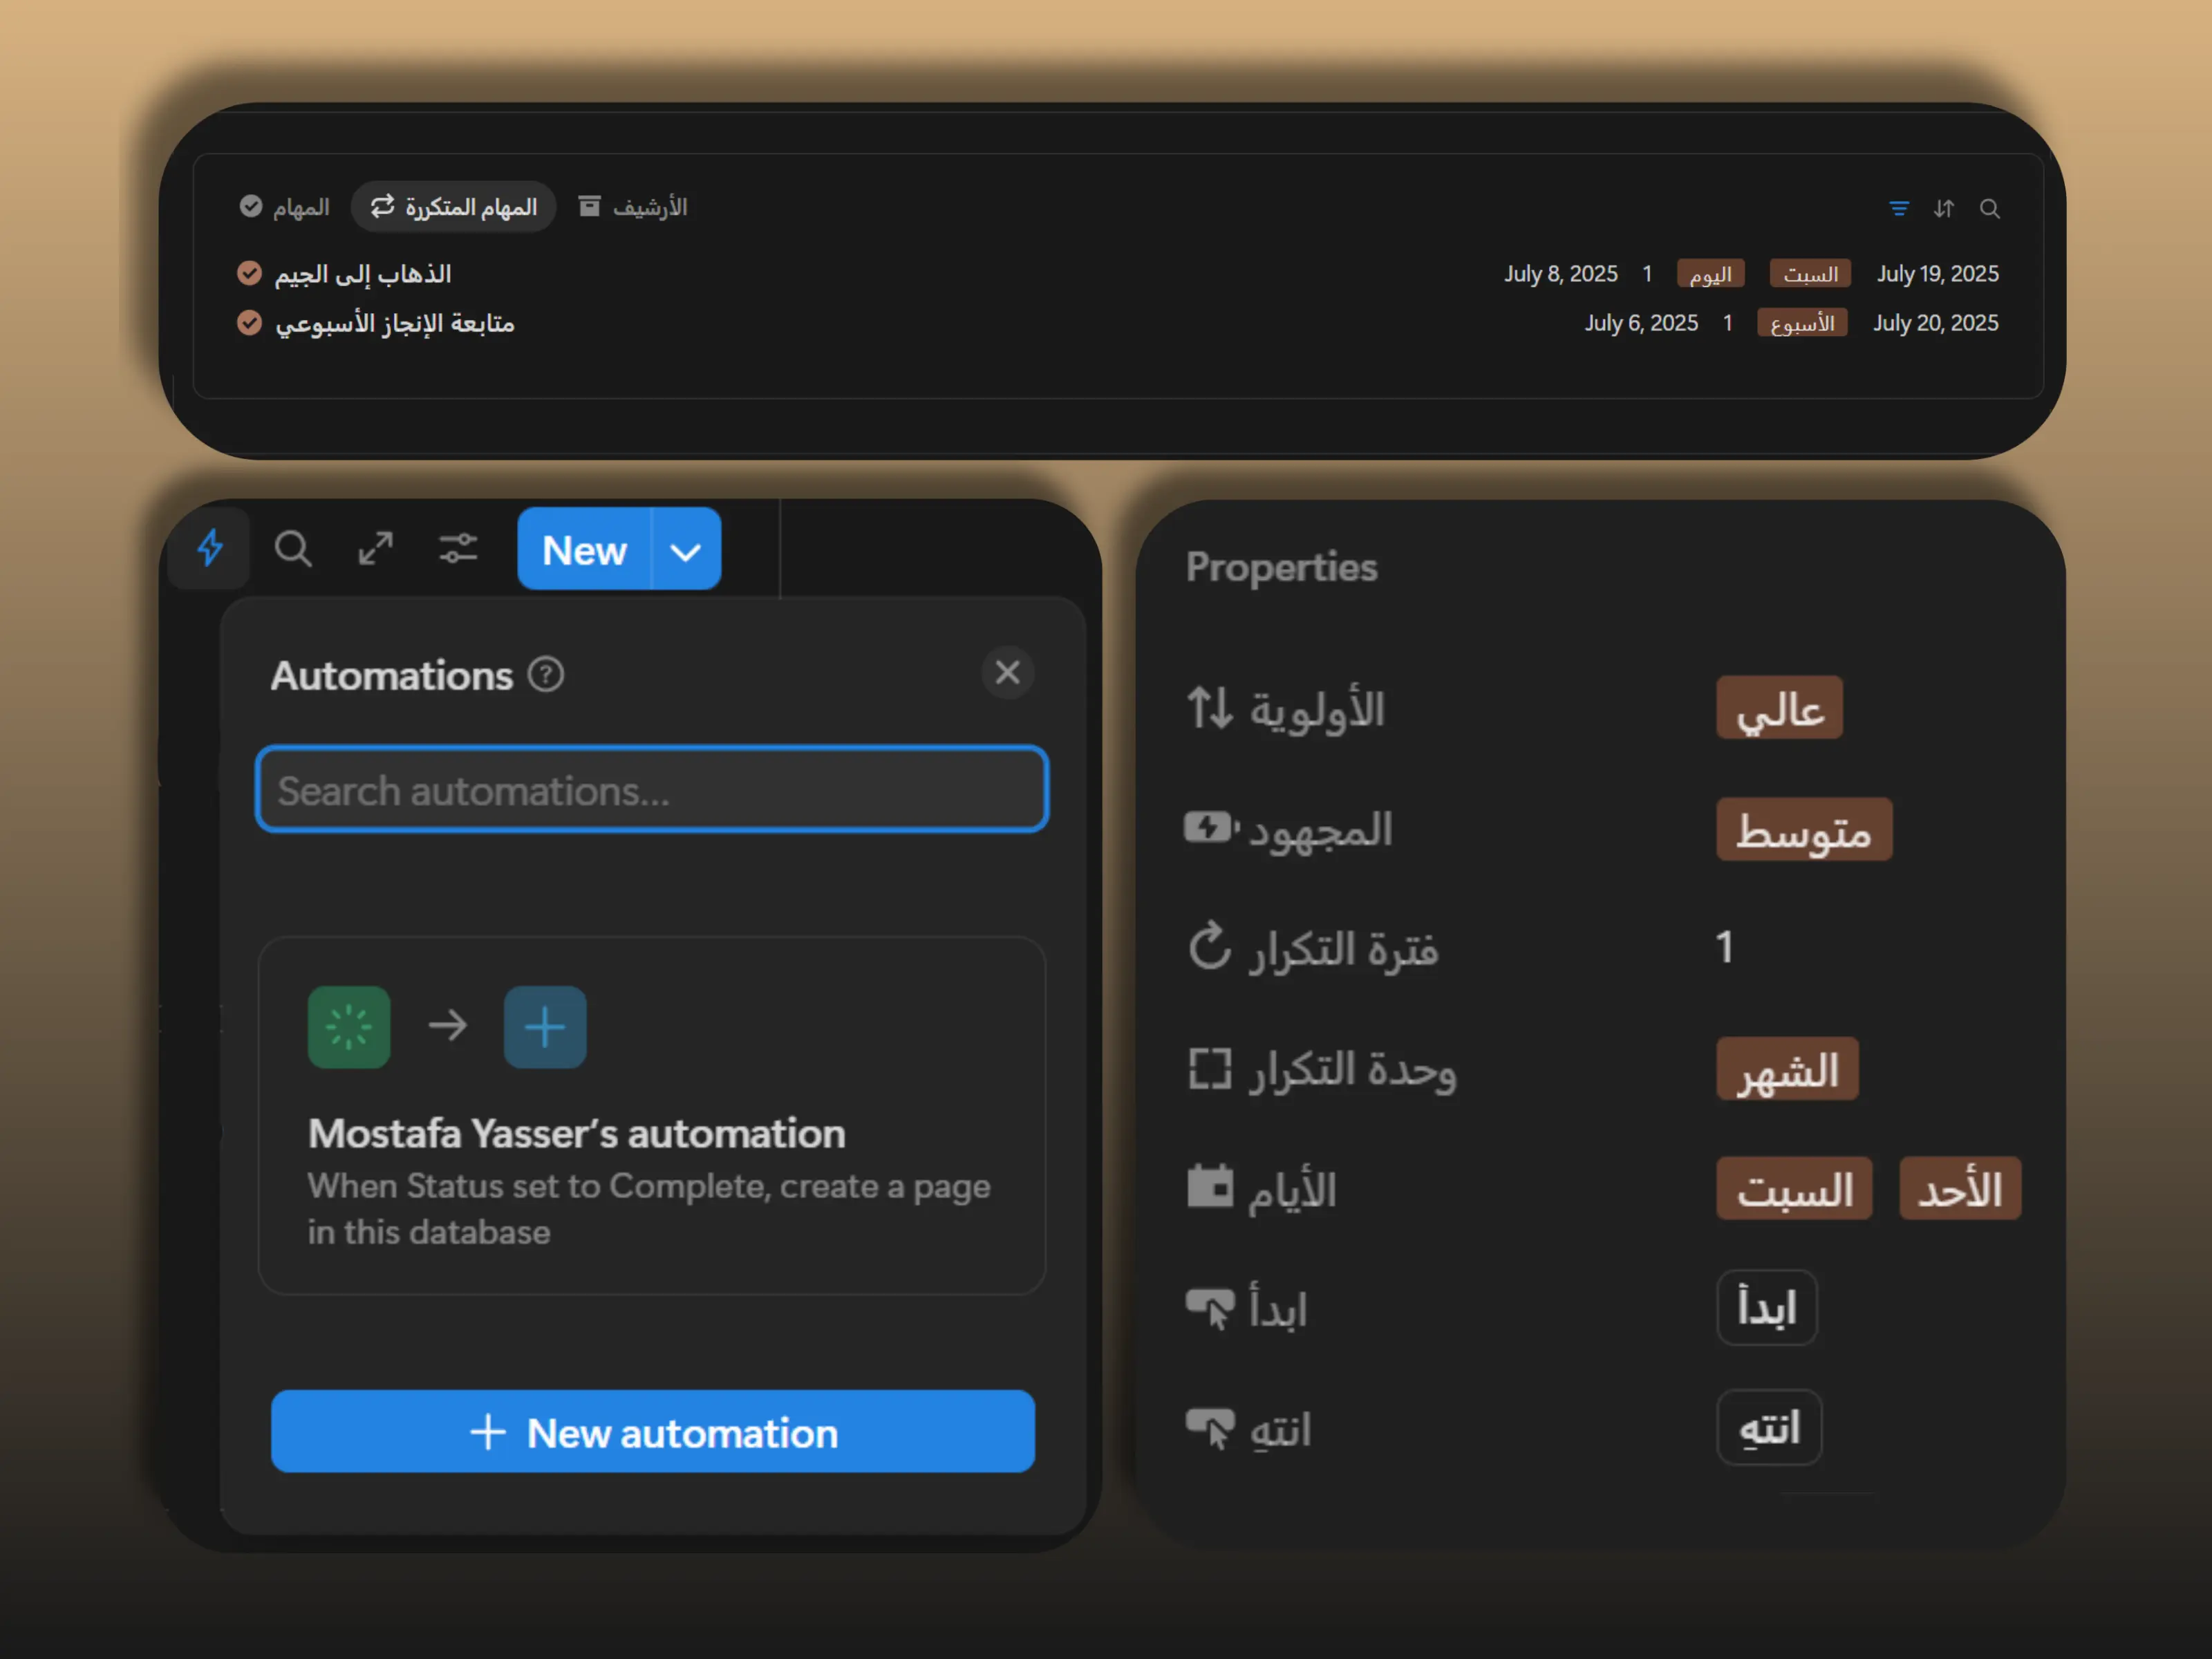 المهام المهام المتكررة الأرشيف
الذهاب إلى الجيم July 8, 2025 1 اليوم السبت July 19, 2025
متابعة الإنجاز الأسبوعي July 6, 2025 1 الأسبوع July 20, 2025
New
Automations ?
Search automations...
Mostafa Yasser’s automation
When Status set to Complete, create a page
in this database
+ New automation
Properties
الأولوية عالي
المجهود متوسط
فترة التكرار 1
وحدة التكرار الشهر
الأيام السبت الأحد
ابدأ ابدأ
انتهِ انتهِ